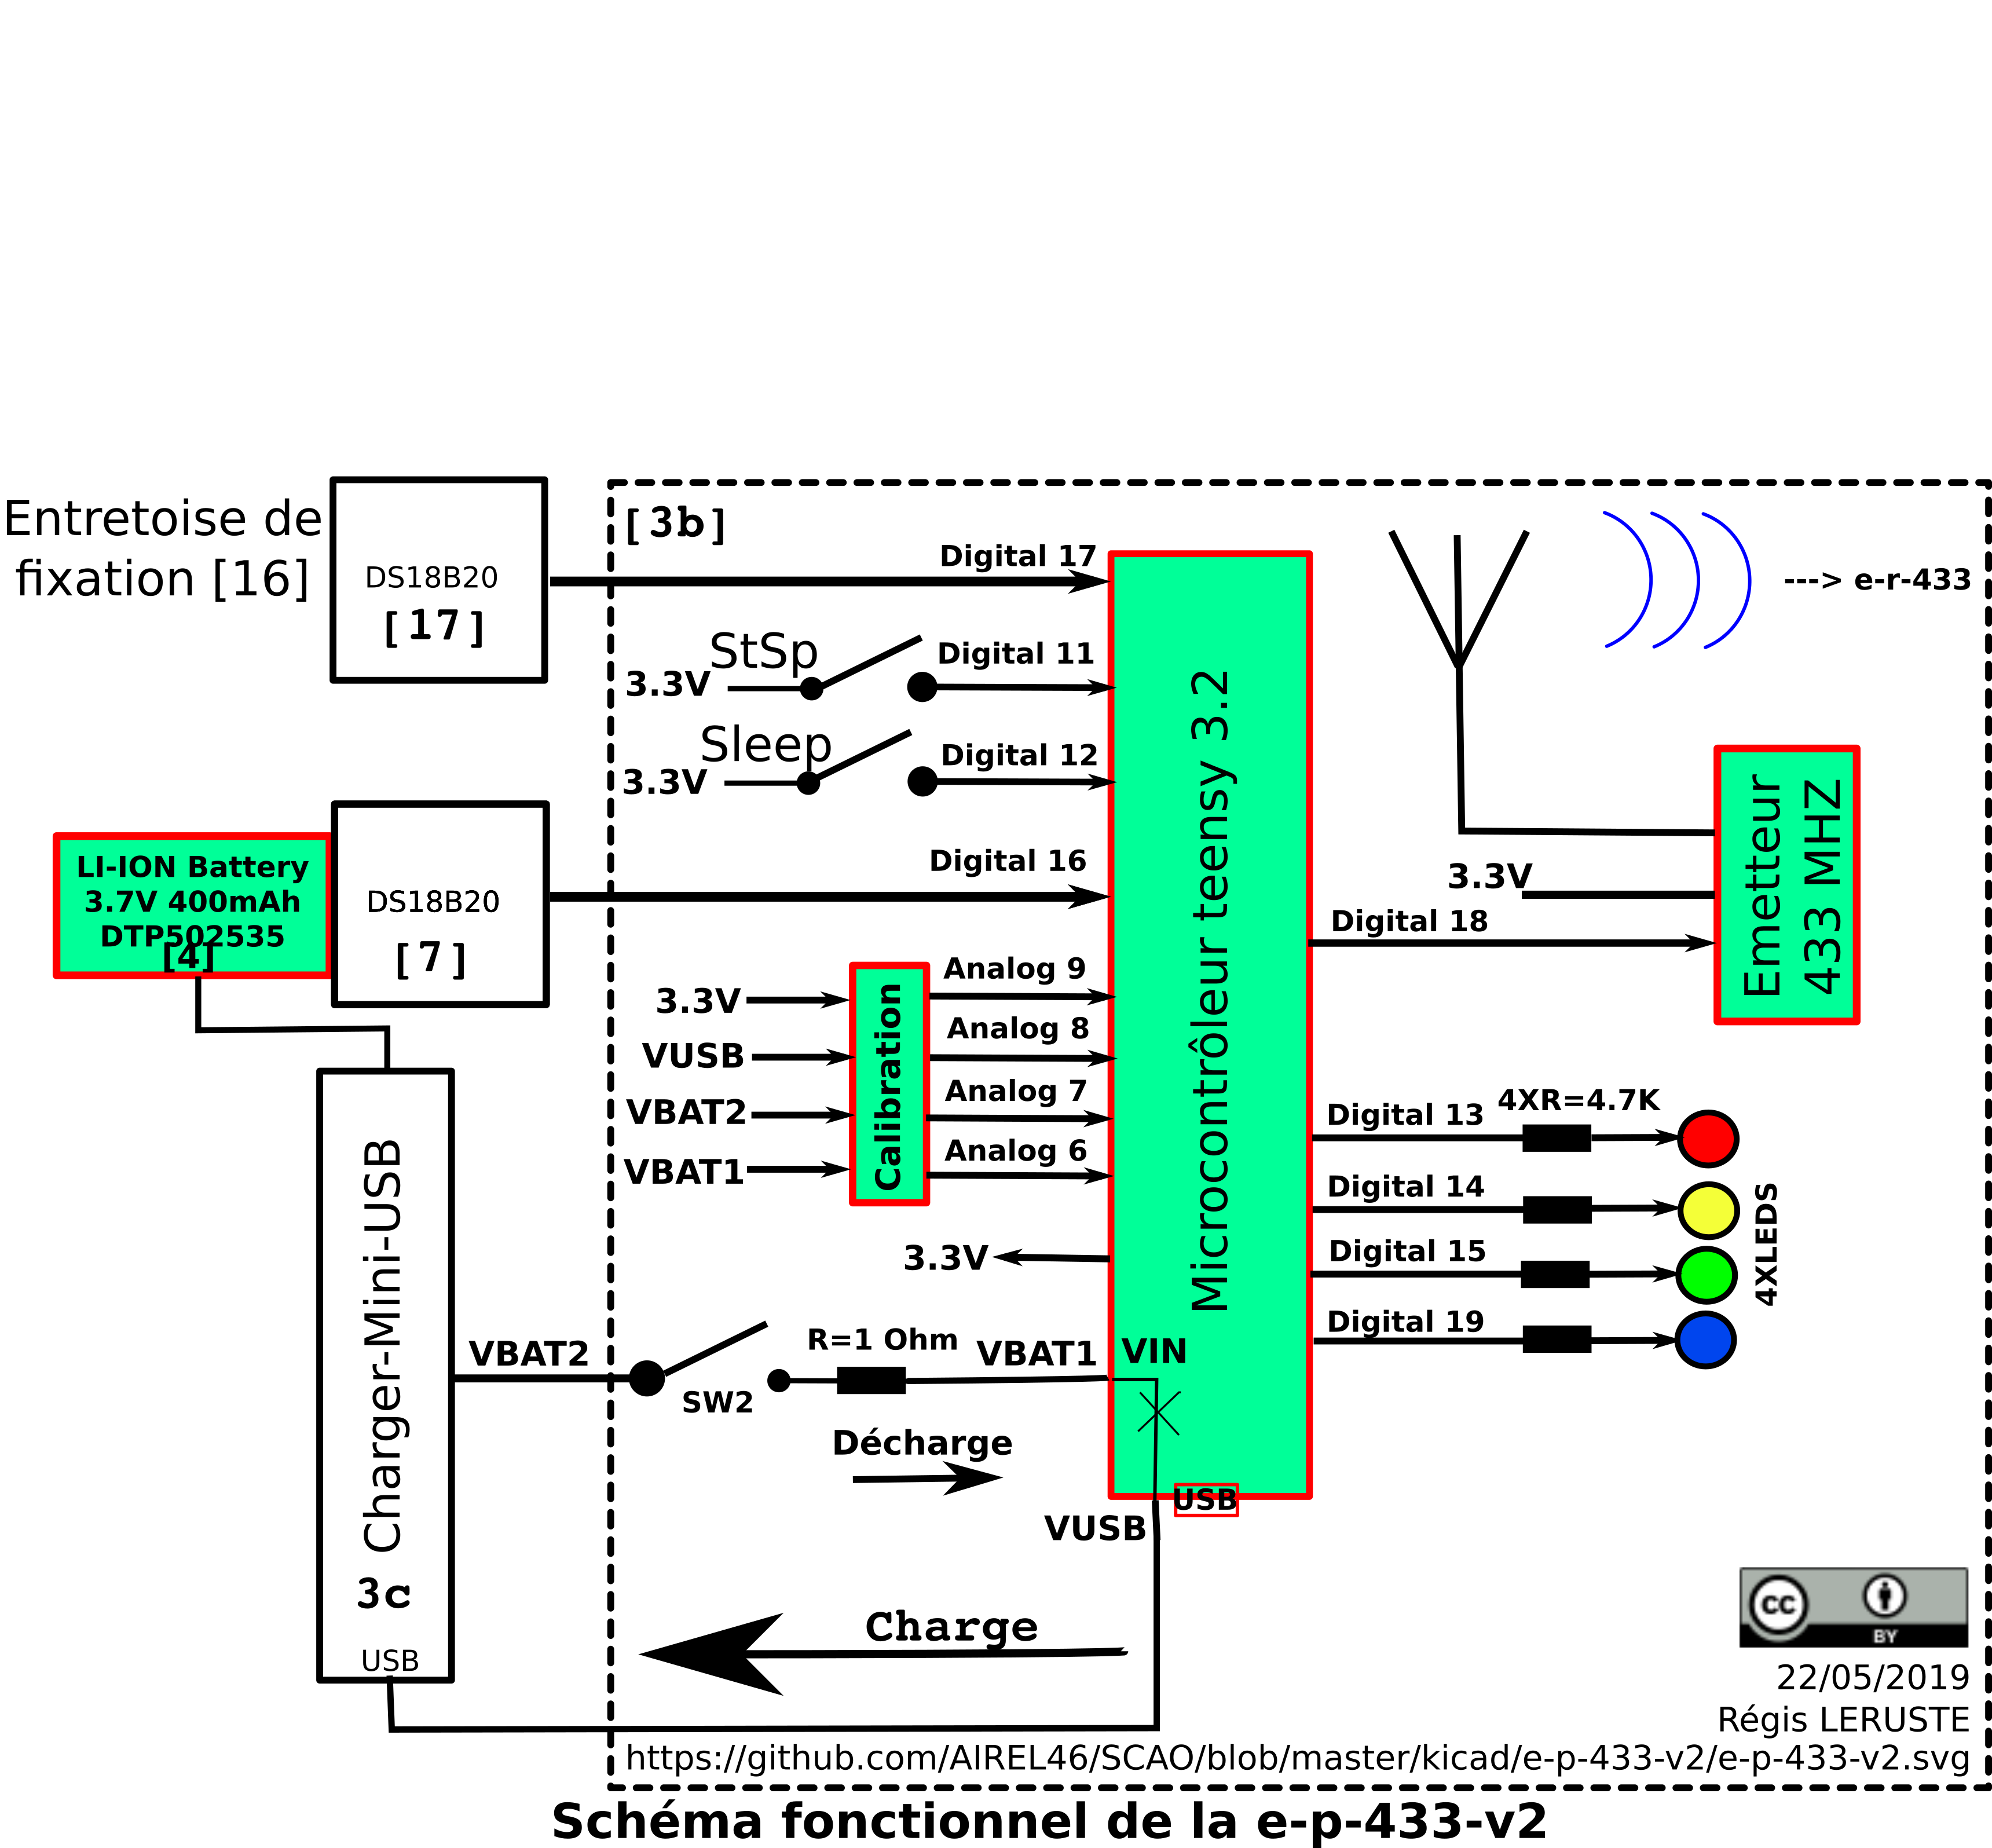 Entretoise de
fixation [16]
DS18B20
[17]
[3b]
Digital 17
StSp
3.3V
Digital 11
Sleep
3.3V
Digital 12
---> e-r-433
LI-ION Battery
3.7V 400mAh
DTP502535
[4]
DS18B20
[7]
Digital 16
Microcontrôleur teensy 3.2
Emetteur
433 MHZ
3.3V
Digital 18
3.3V
VUSB
VBAT2
VBAT1
Calibration
Analog 9
Analog 8
Analog 7
Analog 6
3.3V
Digital 13
4XR=4.7K
Digital 14
Digital 15
Digital 19
4XLEDS
Charger-Mini-USB
3c
USB
VBAT2
SW2
R=1 Ohm
VBAT1
VIN
Décharge
USB
VUSB
Charge
CC
BY
22/05/2019
Régis LERUSTE
https://github.com/AIREL46/SCAO/blob/master/kicad/e-p-433-v2/e-p-433-v2.svg
Schéma fonctionnel de la e-p-433-v2